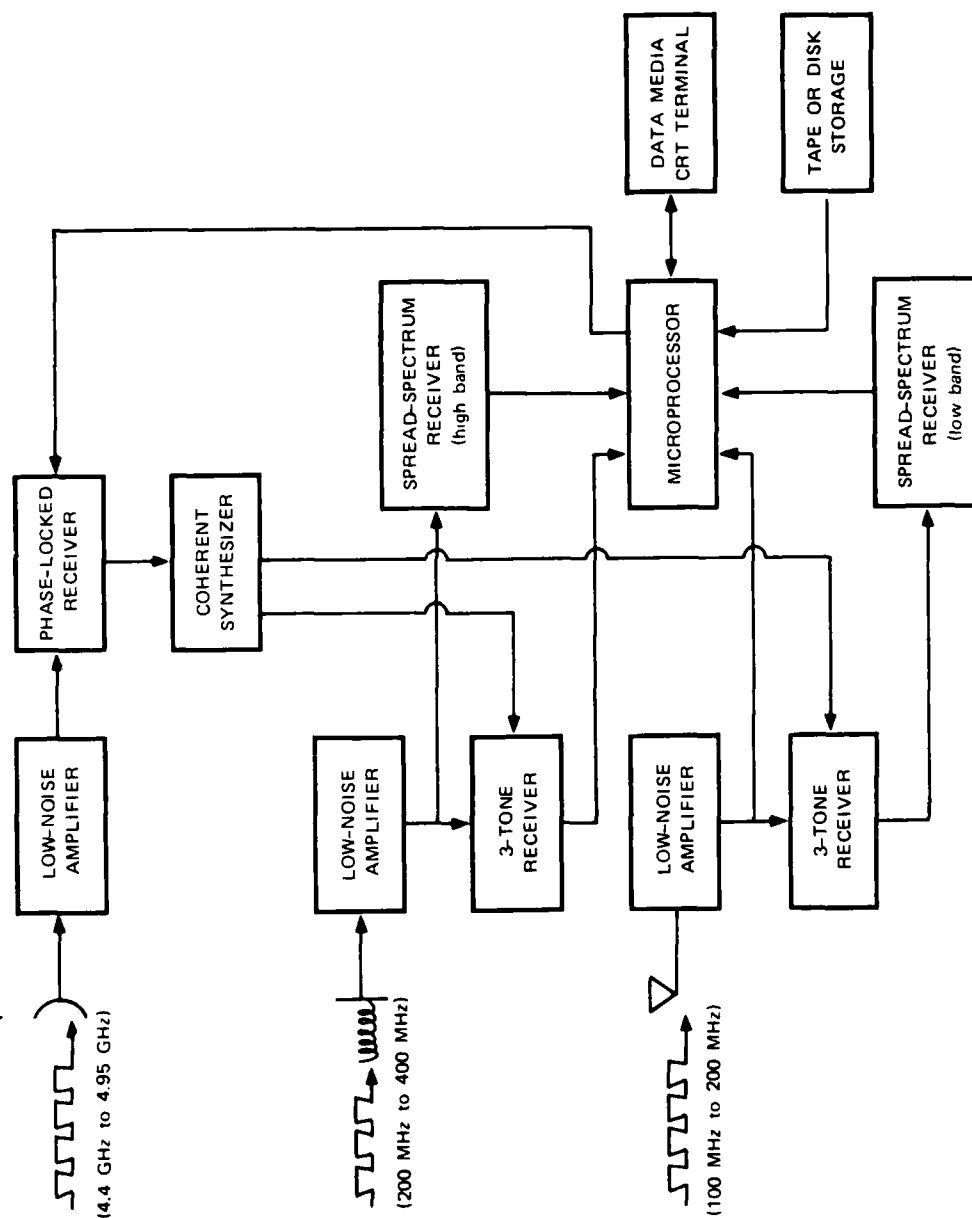 (4.4 GHz to 4.95 GHz)
LOW-NOISE
AMPLIFIER
PHASE-LOCKED
RECEIVER
COHERENT
SYNTHESIZER
(200 MHz to 400 MHz)
LOW-NOISE
AMPLIFIER
SPREAD-SPECTRUM
RECEIVER
(high band)
3-TONE
RECEIVER
(100 MHz to 200 MHz)
LOW-NOISE
AMPLIFIER
MICROPROCESSOR
DATA MEDIA
CRT TERMINAL
3-TONE
RECEIVER
SPREAD-SPECTRUM
RECEIVER
(low band)
TAPE OR DISK
STORAGE